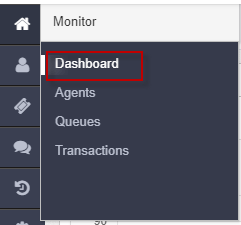 Monitor
Dashboard
Agents
Queues
Transactions